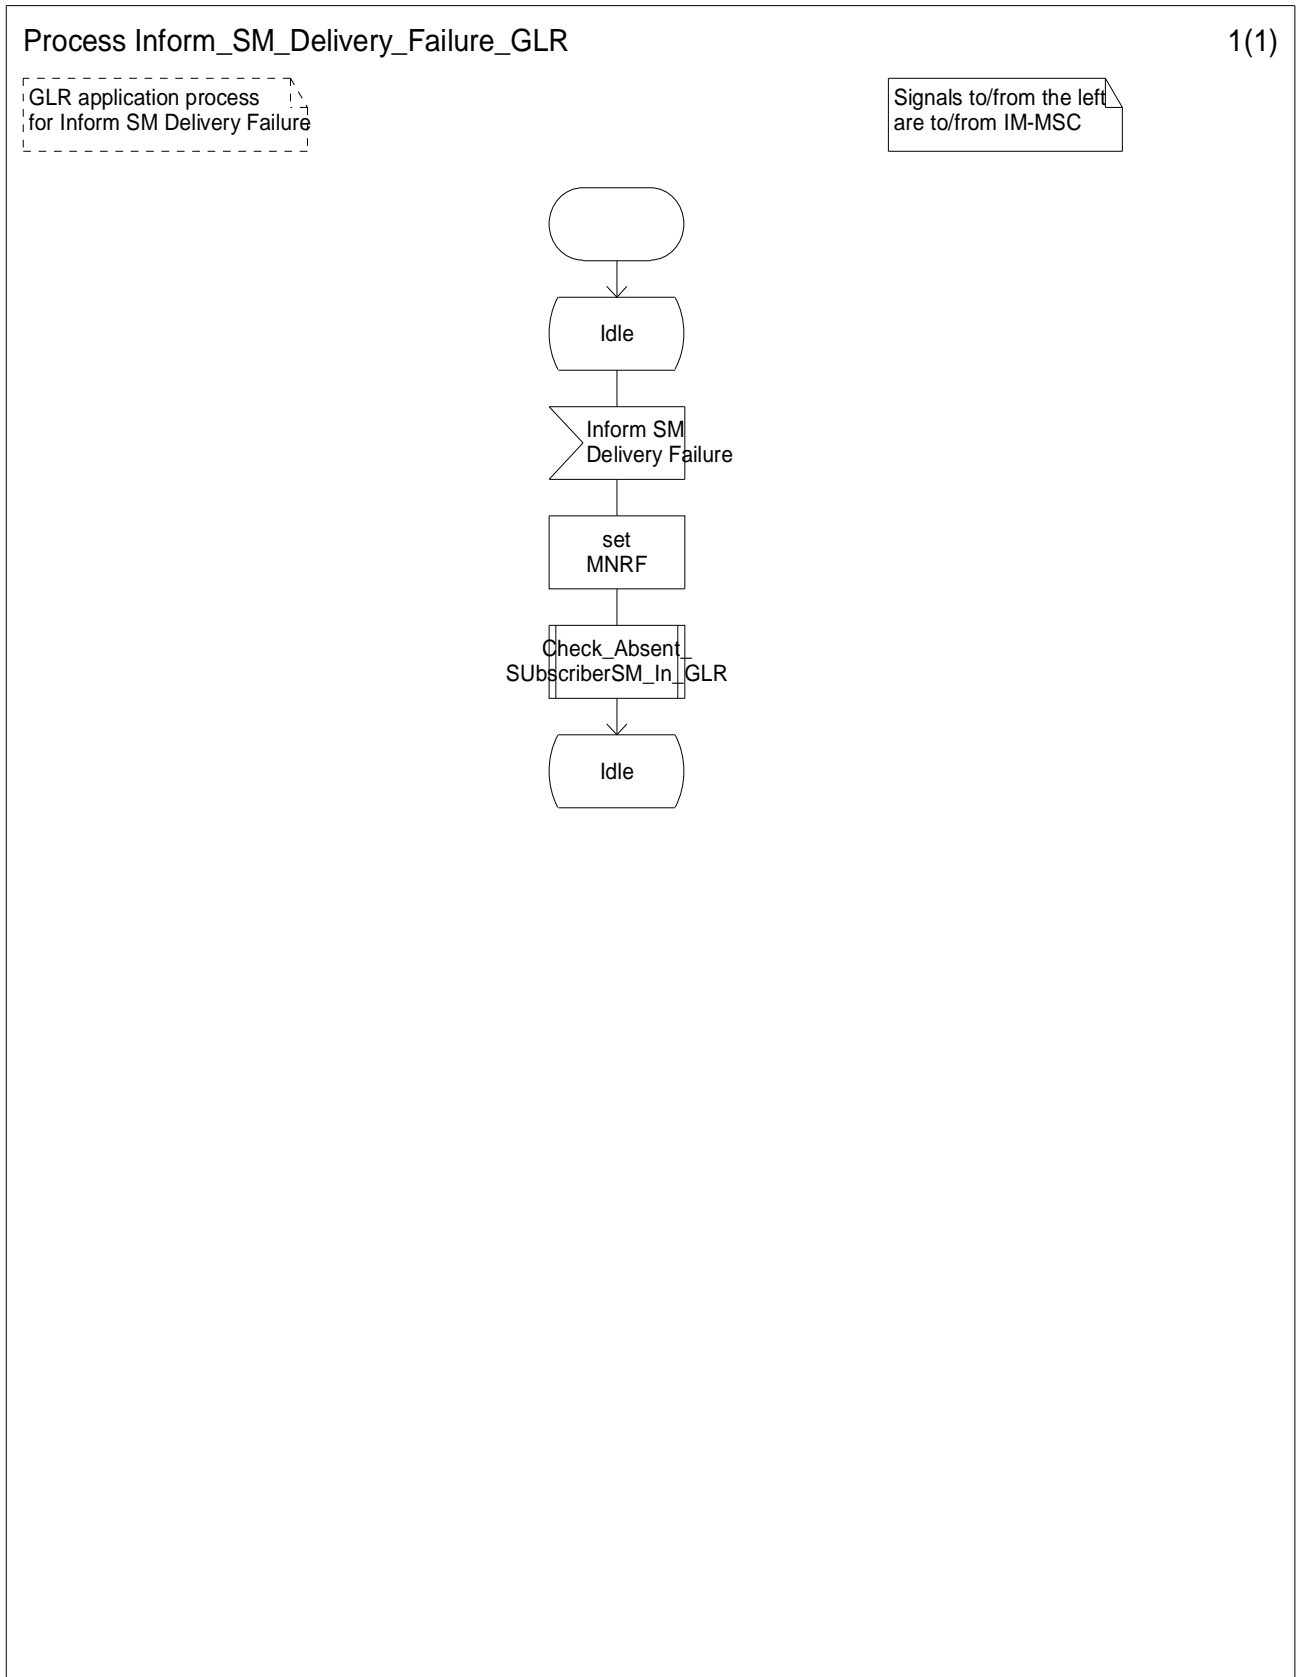 Process Inform_SM_Delivery_Failure_GLR
1(1)
GLR application process
for Inform SM Delivery Failure
Signals to/from the left
are to/from IM-MSC
Idle
Inform SM
Delivery Failure
set
MNRF
Check_Absent_
SUbscriberSM_In_GLR
Idle